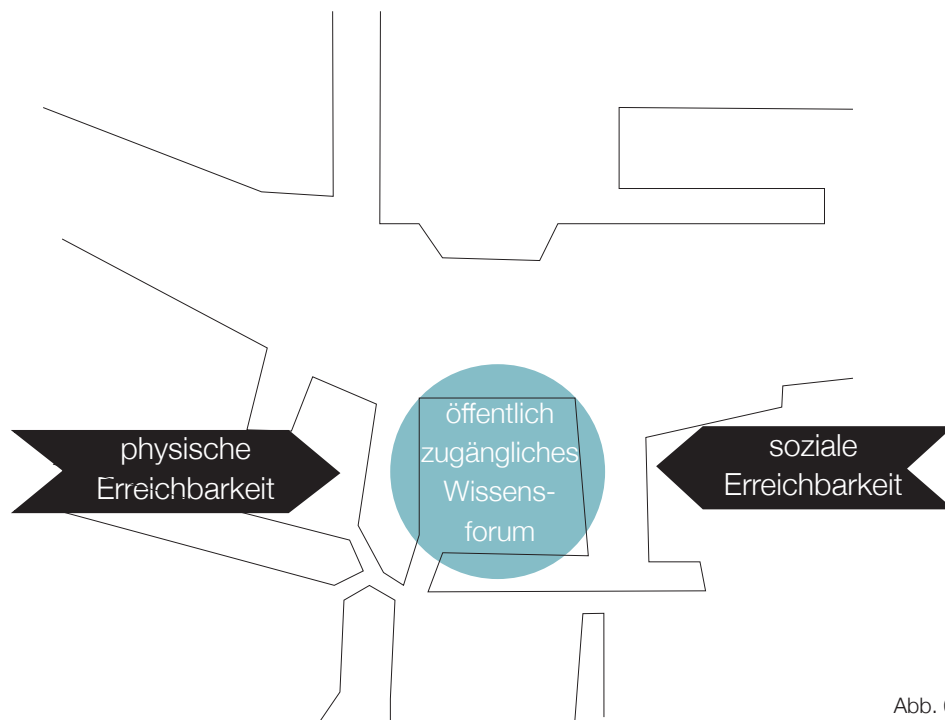 physische
Erreichbarkeit
öffentlich
zugängliches
Wissens-
forum
soziale
Erreichbarkeit
Abb.